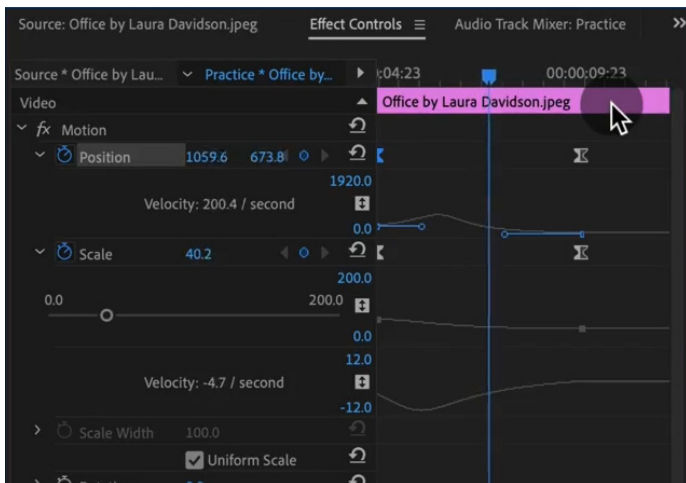 Source: Office by Laura Davidson.jpeg Effect Controls Audio Track Mixer: Practice
Source * Office by Lau... Practice * Office by... ;04:23 00:00:09:23
Video Office by Laura Davidson.jpeg
fx Motion
Position 1059.6 673.8
1920.0
Velocity: 200.4 / second
0.0
Scale 40.2
200.0
0.0 200.0
0.0
12.0
Velocity: -4.7 / second
-12.0
Scale Width 100.0
Uniform Scale